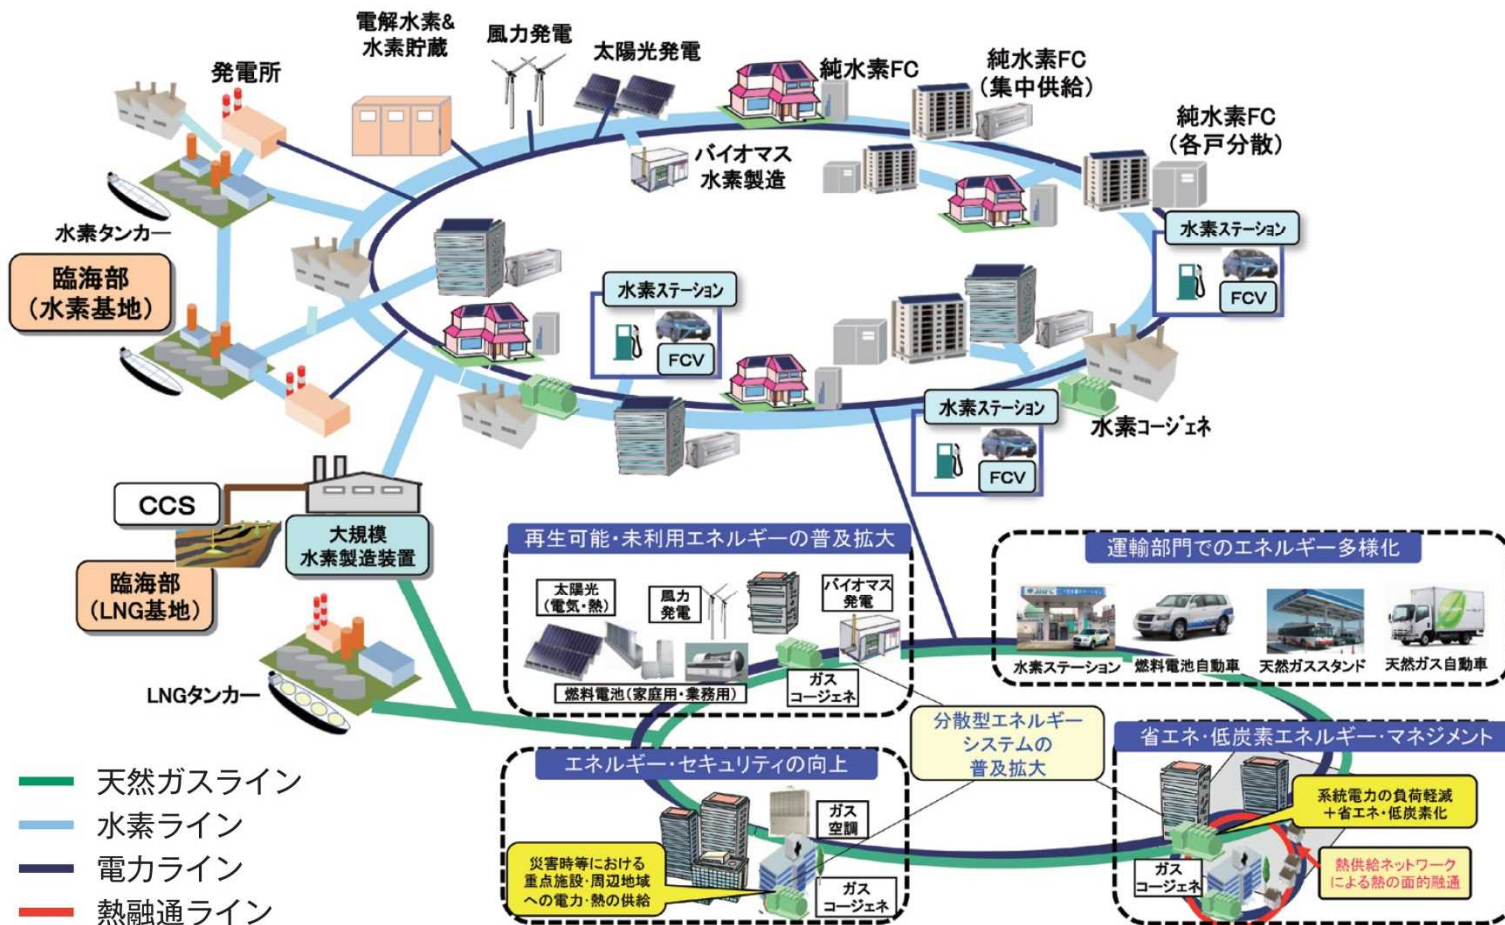 電解水素&
水素貯蔵
風力発電
太陽光発電
発電所
純水素FC
純水素FC
(集中供給)
純水素FC
(各戸分散)
バイオマス
水素製造
水素タンカー
臨海部
(水素基地)
水素ステーション
FCV
水素ステーション
FCV
水素ステーション
FCV
水素コージェネ
CCS
大規模
水素製造装置
臨海部
(LNG基地)
LNGタンカー
再生可能・未利用エネルギーの普及拡大
太陽光
(電気・熱)
風力
発電
バイオマス
発電
燃料電池(家庭用・業務用)
ガス
コージェネ
運輸部門でのエネルギー多様化
水素ステーション
燃料電池自動車
天然ガススタンド
天然ガス自動車
分散型エネルギー
システムの
普及拡大
エネルギー・セキュリティの向上
ガス
空調
災害時等における
重点施設・周辺地域
への電力・熱の供給
ガス
コージェネ
省エネ・低炭素エネルギー・マネジメント
系統電力の負荷軽減
+省エネ・低炭素化
熱供給ネットワーク
による熱の面的融通
ガス
コージェネ
天然ガスライン
水素ライン
電力ライン
熱融通ライン